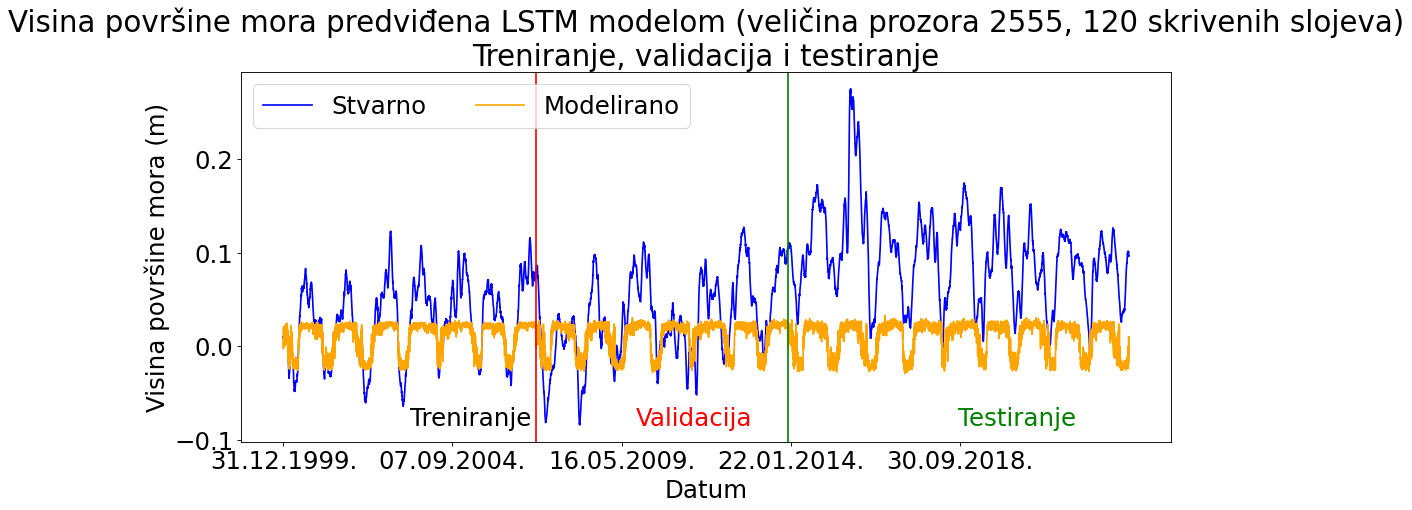 Visina površine mora predviđena LSTM modelom (veličina prozora 2555, 120 skrivenih slojeva)
Treniranje, validacija i testiranje
Stvarno
Modelirano
Visina površine mora (m)
0.2
0.1
0.0
−0.1
Treniranje
Validacija
Testiranje
31.12.1999.
07.09.2004.
16.05.2009.
22.01.2014.
30.09.2018.
Datum